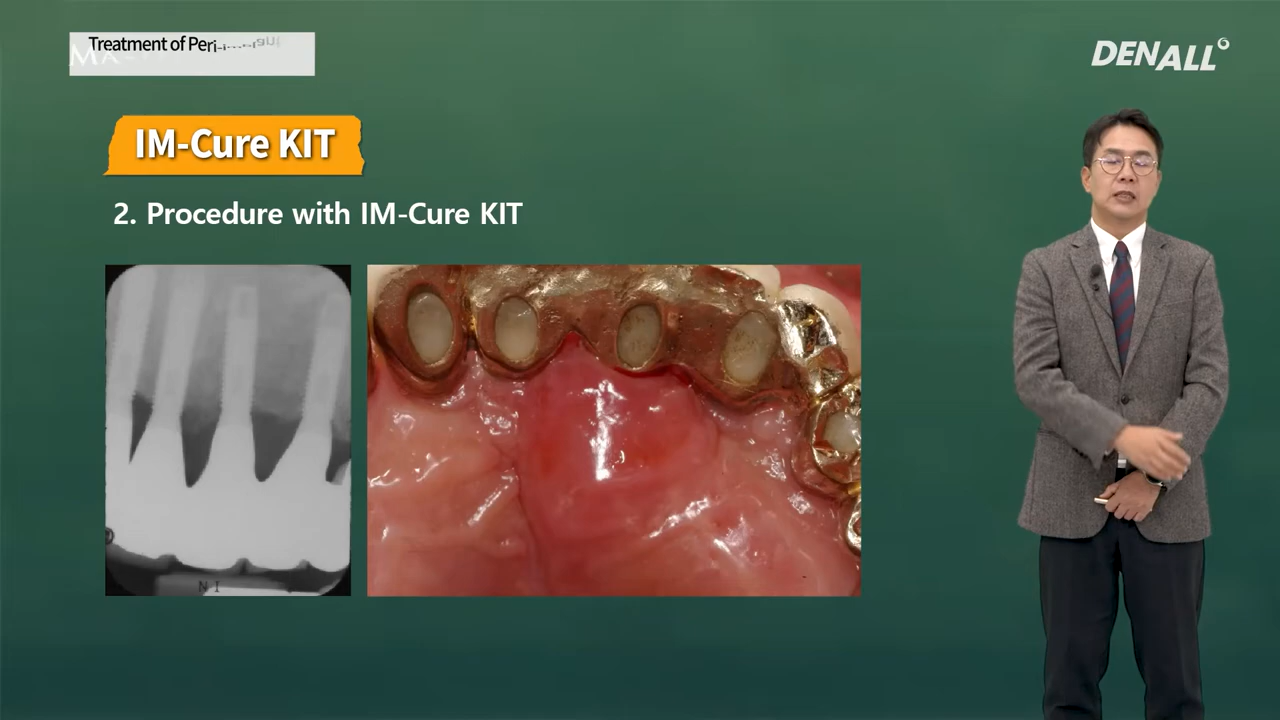 Treatment of Peri-
DENALL
IM-Cure KIT
2. Procedure with IM-Cure KIT
N I